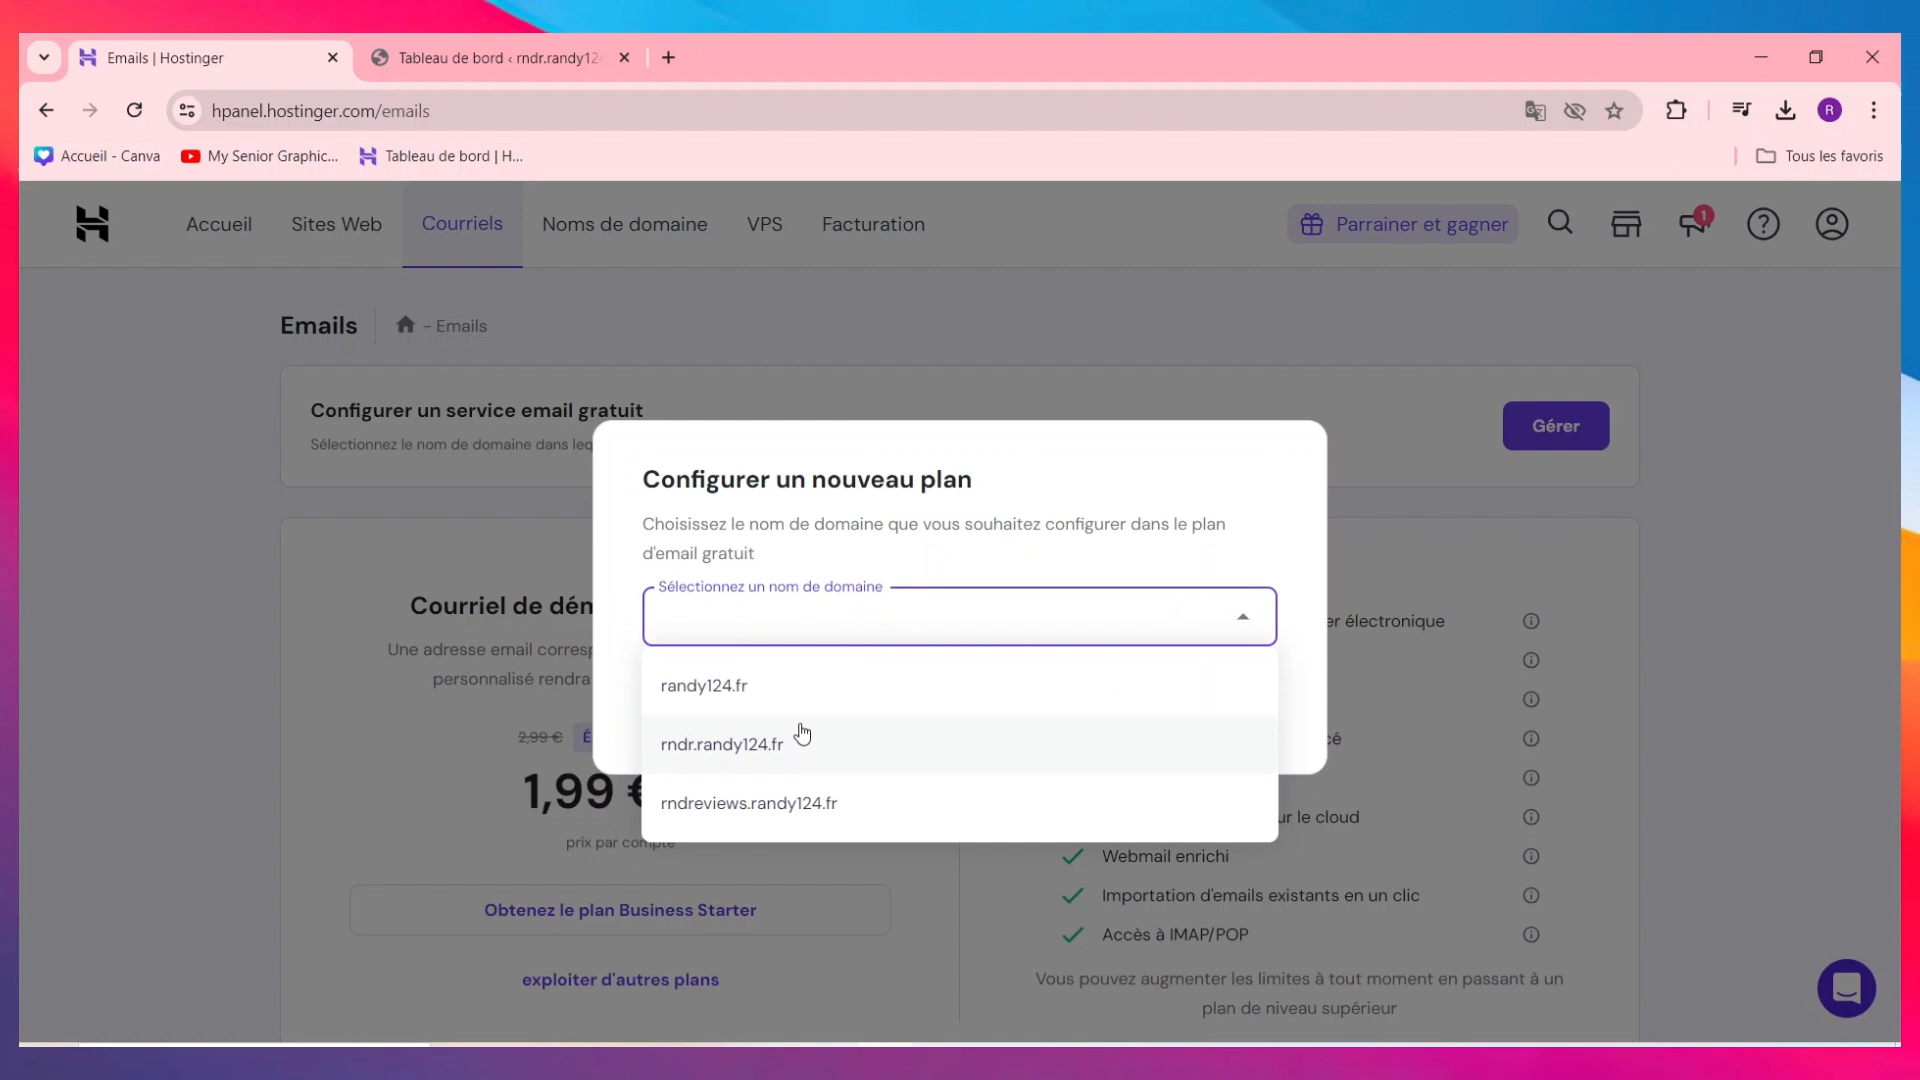 Emails | Hostinger
Tableau de bord ‹ rndr.randy12
hpanel.hostinger.com/emails
R
Accueil - Canva
My Senior Graphic...
Tableau de bord | H...
Tous les favoris
Accueil
Sites Web
Courriels
Noms de domaine
VPS
Facturation
Parrainer et gagner
1
Emails
- Emails
Configurer un service email gratuit
Sélectionnez le nom de domaine dans leq
Gérer
Configurer un nouveau plan
Choisissez le nom de domaine que vous souhaitez configurer dans le plan
d'email gratuit
Sélectionnez un nom de domaine
randy124.fr
rndr.randy124.fr
rndreviews.randy124.fr
Courriel de dém
Une adresse email corresp
personnalisé rendra
2,99 €
É
1,99 €
prix par compte
Obtenez le plan Business Starter
exploiter d'autres plans
er électronique
cé
ur le cloud
Webmail enrichi
Importation d'emails existants en un clic
Accès à IMAP/POP
Vous pouvez augmenter les limites à tout moment en passant à un
plan de niveau supérieur